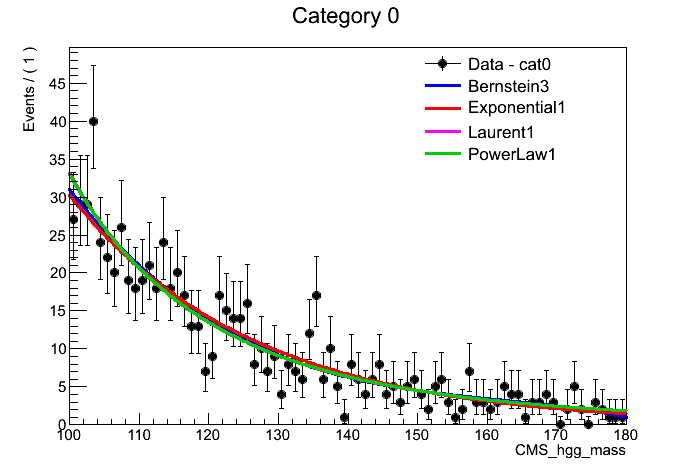 Category 0
Events / ( 1 )
Data - cat0
Bernstein3
Exponential1
Laurent1
PowerLaw1
45
40
35
30
25
20
15
10
5
0
100 110 120 130 140 150 160 170 180
CMS_hgg_mass